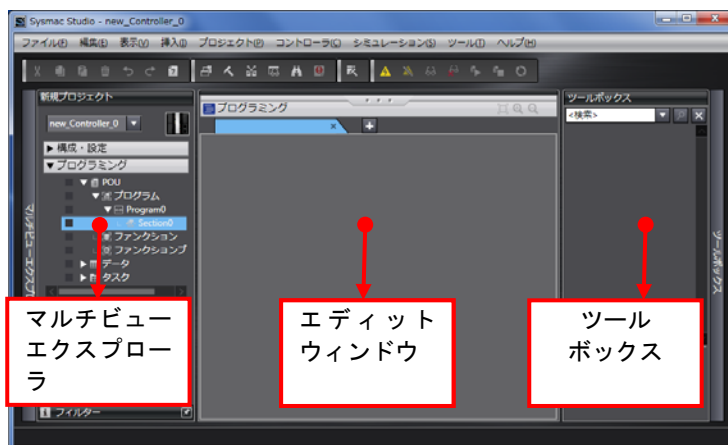 Sysmac Studio - new_Controller_0
ファイル(F) 編集(E) 表示(V) 挿入(I) プロジェクト(P) コントローラ(C) シミュレーション(S) ツール(T) ヘルプ(H)
新規プロジェクト
new_Controller_0
▶ 構成・設定
▼ プログラミング
▼ POU
▼ プログラム
▼ Program0
Section0
ファンクション
ファンクションブ
▶ データ
▶ タスク
フィルター
マルチビューエクスプロ
プログラミング
×
+
ツールボックス
<検索>
ツールボックス
マルチビュー
エクスプロー
ラ
エディット
ウィンドウ
ツール
ボックス